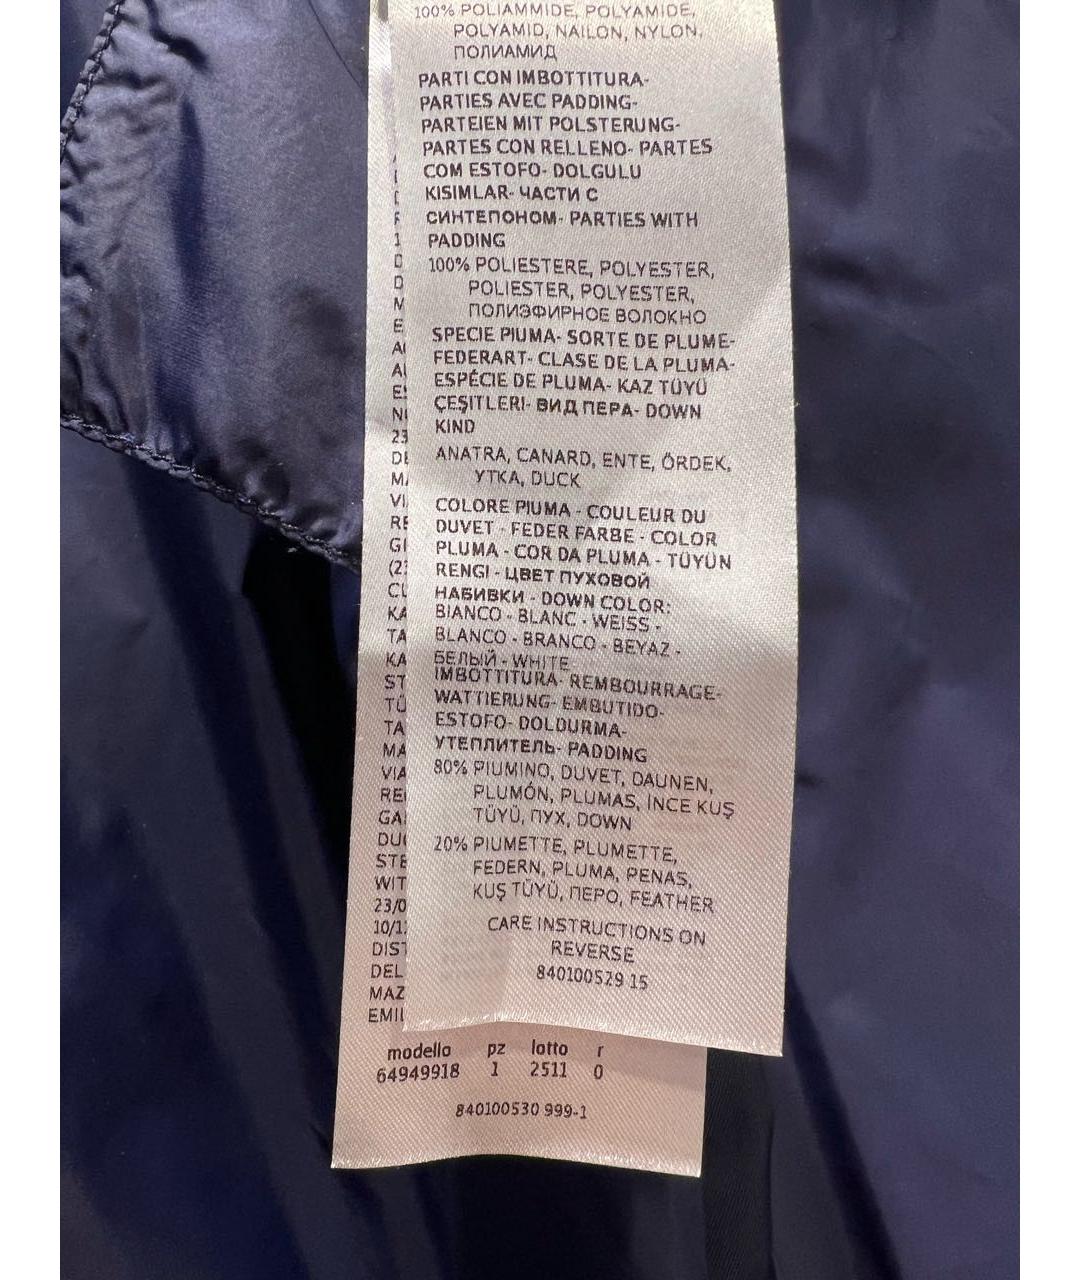 100% POLIAMMIDE, POLYAMIDE,
POLYAMID, NAILON, NYLON,
ПОЛИАМИД
PARTI CON IMBOTTITURA-
PARTIES AVEC PADDING-
PARTEIEN MIT POLSTERUNG-
PARTES CON RELLENO- PARTES
COM ESTOFO- DOLGULU
KISIMLAR- ЧАСТИ С
СИНТЕПОНОМ- PARTIES WITH
PADDING
100% POLIESTERE, POLYESTER,
POLIESTER, POLYESTER,
ПОЛИЭФИРНОЕ ВОЛОКНО
SPECIE PIUMA- SORTE DE PLUME-
FEDERART- CLASE DE LA PLUMA-
ESPÉCIE DE PLUMA- KAZ TÜYÜ
ÇEŞITLERI- ВИД ПЕРА- DOWN
KIND
ANATRA, CANARD, ENTE, ÖRDEK,
УТКА, DUCK
COLORE PIUMA - COULEUR DU
DUVET - FEDER FARBE - COLOR
PLUMA - COR DA PLUMA - TÜYÜN
RENGI - ЦВЕТ ПУХОВОЙ
НАБИВКИ - DOWN COLOR:
BIANCO - BLANC - WEISS -
BLANCO - BRANCO - BEYAZ -
БЕЛЫЙ - WHITE
IMBOTTITURA- REMBOURRAGE-
WATTIERUNG- EMBUTIDO-
ESTOFO- DOLDURMA-
УТЕПЛИТЕЛЬ- PADDING
80% PIUMINO, DUVET, DAUNEN,
PLUMÓN, PLUMAS, INCE KUŞ
TÜYÜ, ПУХ, DOWN
20% PIUMETTE, PLUMETTE,
FEDERN, PLUMA, PENAS,
KUŞ TÜYÜ, ПЕРО, FEATHER
CARE INSTRUCTIONS ON
REVERSE
840100529 15
modello pz lotto r
64949918 1 2511 0
840100530 999-1